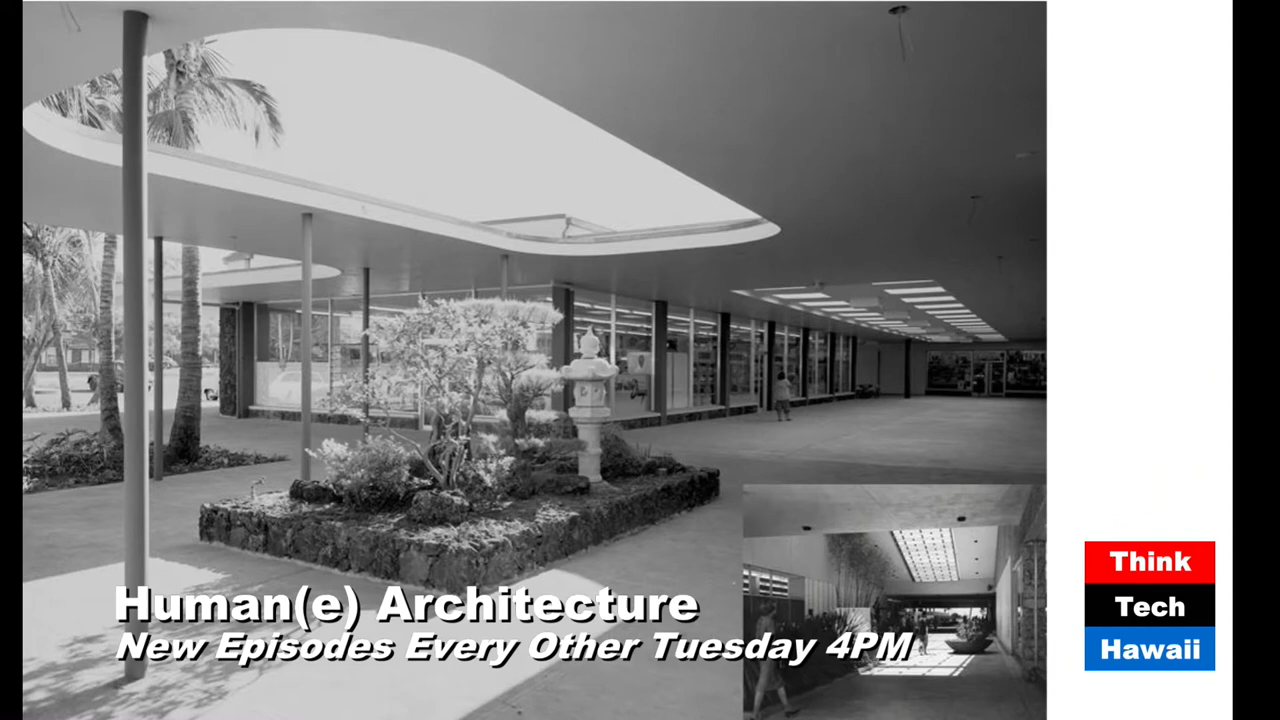 Human(e) Architecture
New Episodes Every Other Tuesday 4PM
Think
Tech
Hawaii